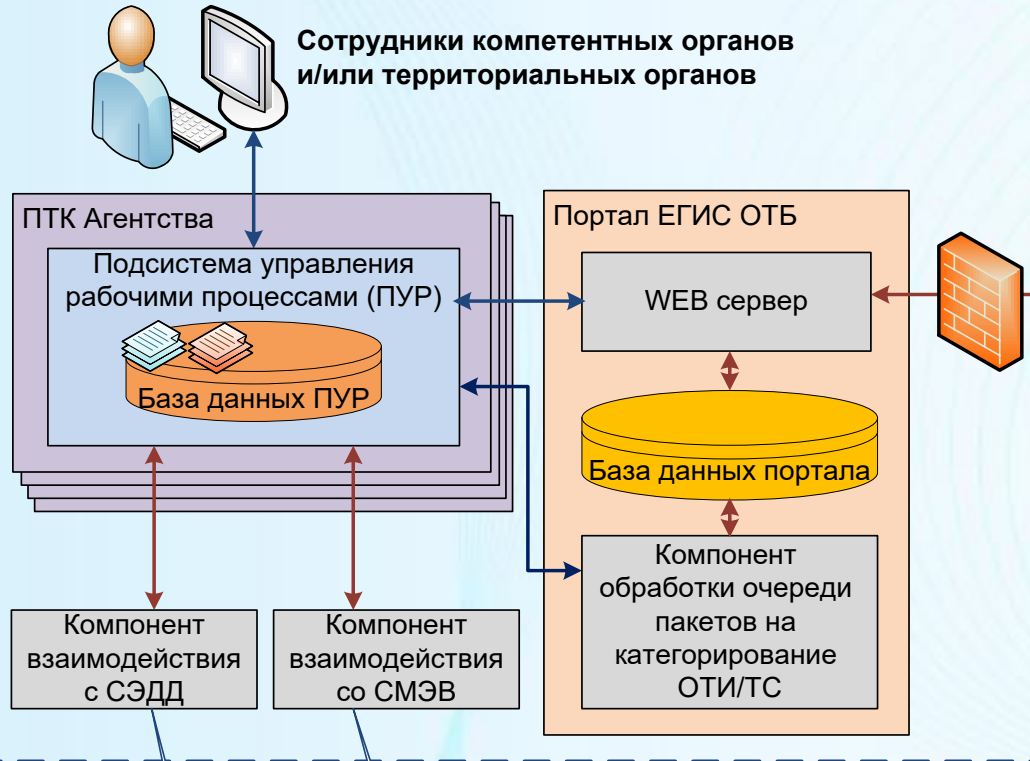 Сотрудники компетентных органов
и/или территориальных органов
ПТК Агентства
Подсистема управления
рабочими процессами (ПУР)
База данных ПУР
Портал ЕГИС ОТБ
WEB сервер
База данных портала
Компонент
обработки очереди
пакетов на
категорирование
ОТИ/ТС
Компонент
взаимодействия
с СЭДД
Компонент
взаимодействия
со СМЭВ